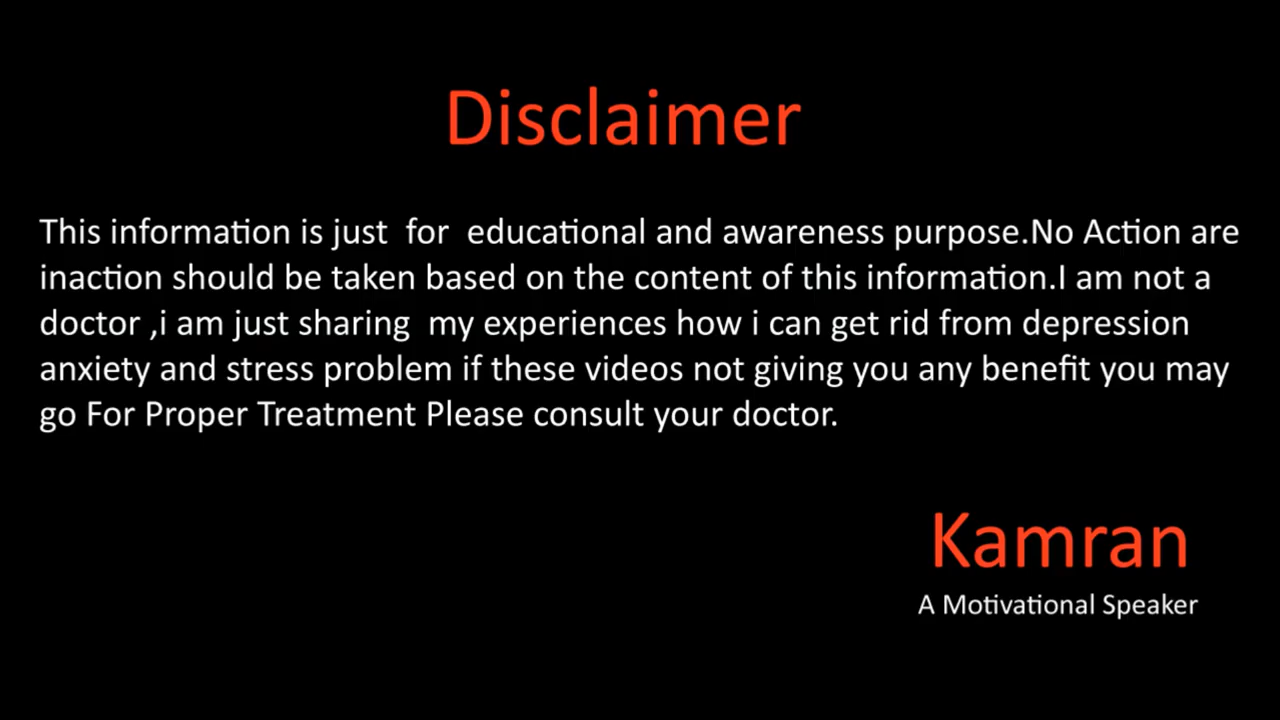 Disclaimer
This information is just for educational and awareness purpose.No Action are
inaction should be taken based on the content of this information.I am not a
doctor ,i am just sharing my experiences how i can get rid from depression
anxiety and stress problem if these videos not giving you any benefit you may
go For Proper Treatment Please consult your doctor.
Kamran
A Motivational Speaker